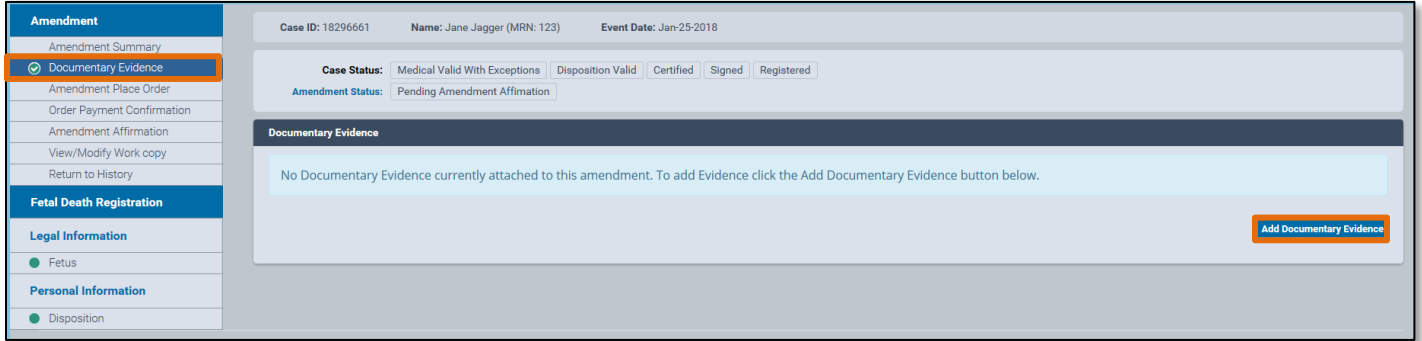 Amendment
Amendment Summary
Documentary Evidence
Amendment Place Order
Order Payment Confirmation
Amendment Affirmation
View/Modify Work copy
Return to History
Fetal Death Registration
Legal Information
Fetus
Personal Information
Disposition
Case ID: 18296661 Name: Jane Jagger (MRN: 123) Event Date: Jan-25-2018
Case Status: Medical Valid With Exceptions Disposition Valid Certified Signed Registered
Amendment Status: Pending Amendment Affimation
Documentary Evidence
No Documentary Evidence currently attached to this amendment. To add Evidence click the Add Documentary Evidence button below.
Add Documentary Evidence